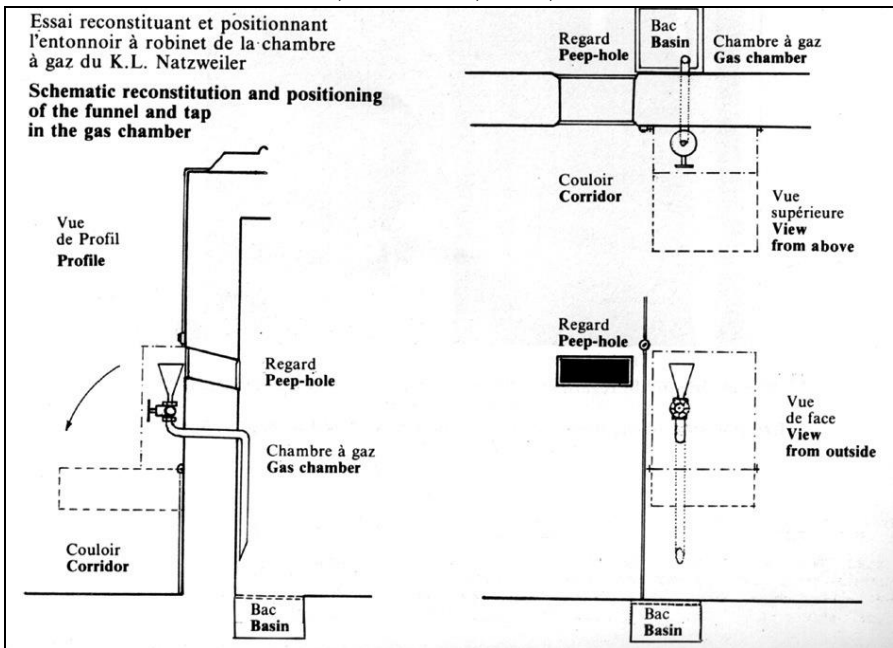 Essai reconstituant et positionnant
l'entonnoir à robinet de la chambre
à gaz du K.L. Natzweiler
Schematic reconstitution and positioning
of the funnel and tap
in the gas chamber
Vue
de Profil
Profile
Regard
Peep-hole
Chambre à gaz
Gas chamber
Couloir
Corridor
Bac
Basin
Regard
Peep-hole
Bac
Basin
Chambre à gaz
Gas chamber
Couloir
Corridor
Vue
supérieure
View
from above
Regard
Peep-hole
Vue
de face
View
from outside
Bac
Basin